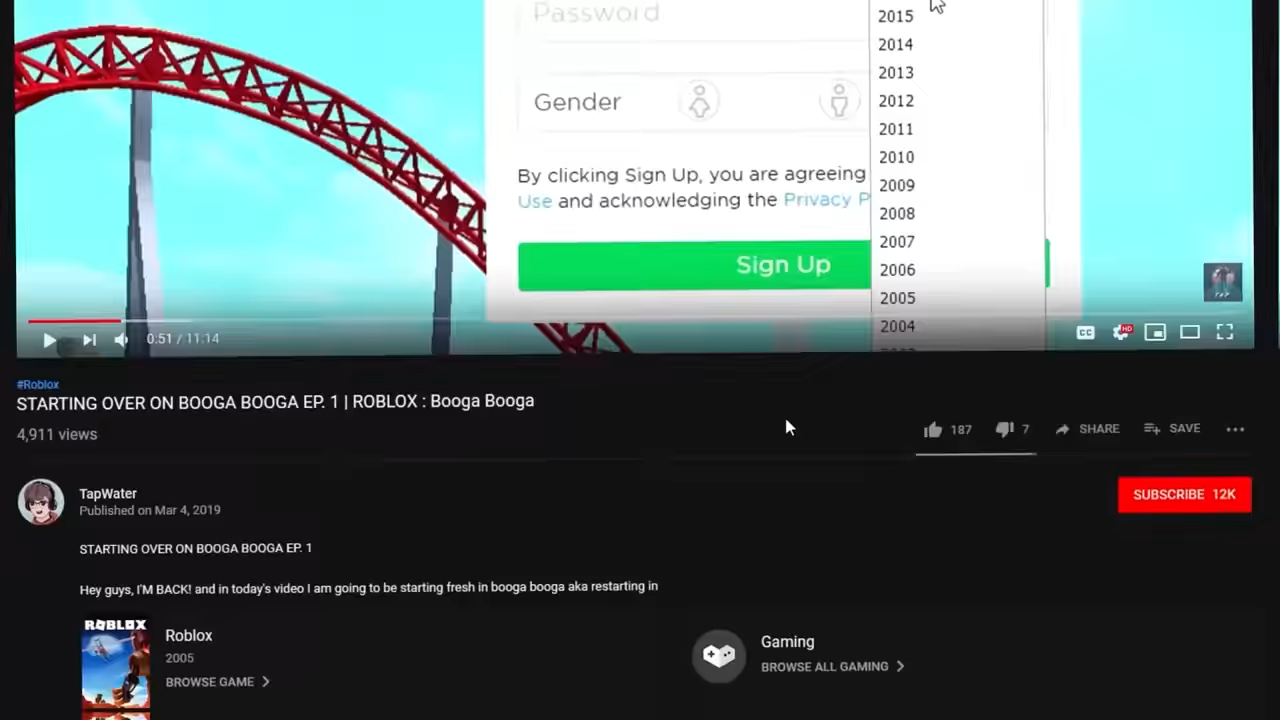 Password
Gender
By clicking Sign Up, you are agreeing
Use and acknowledging the Privacy P
Sign Up
2015
2014
2013
2012
2011
2010
2009
2008
2007
2006
2005
2004
0:51 / 11:14
CC
HD
#Roblox
STARTING OVER ON BOOGA BOOGA EP. 1 | ROBLOX : Booga Booga
4,911 views
187
7
SHARE
SAVE
TapWater
Published on Mar 4, 2019
SUBSCRIBE 12K
STARTING OVER ON BOOGA BOOGA EP. 1
Hey guys, I'M BACK! and in today's video I am going to be starting fresh in booga booga aka restarting in
ROBLOX
Roblox
2005
BROWSE GAME
Gaming
BROWSE ALL GAMING